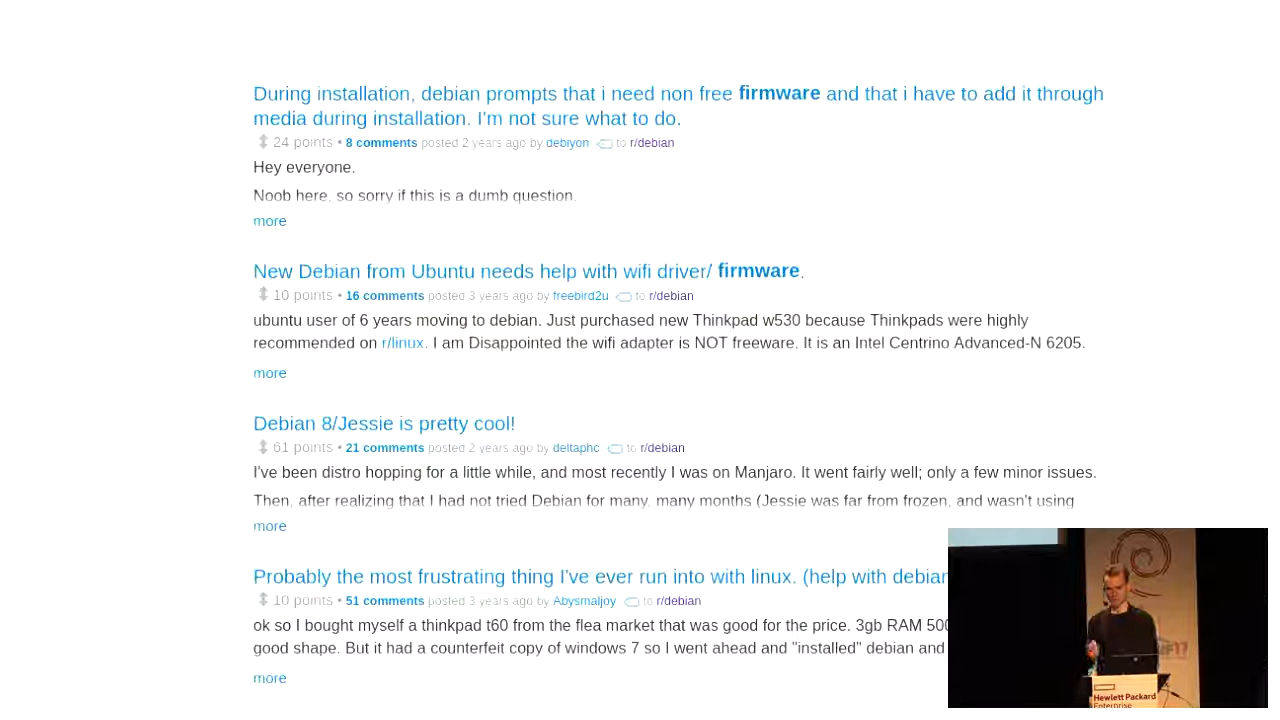 During installation, debian prompts that i need non free firmware and that i have to add it through
media during installation. I'm not sure what to do.
24 points • 8 comments posted 2 years ago by debiyon to r/debian
Hey everyone.
Noob here, so sorry if this is a dumb question.
more
New Debian from Ubuntu needs help with wifi driver/ firmware.
10 points • 16 comments posted 3 years ago by freebird2u to r/debian
ubuntu user of 6 years moving to debian. Just purchased new Thinkpad w530 because Thinkpads were highly
recommended on r/linux. I am Disappointed the wifi adapter is NOT freeware. It is an Intel Centrino Advanced-N 6205.
more
Debian 8/Jessie is pretty cool!
61 points • 21 comments posted 2 years ago by deltaphc to r/debian
I've been distro hopping for a little while, and most recently I was on Manjaro. It went fairly well; only a few minor issues.
Then, after realizing that I had not tried Debian for many, many months (Jessie was far from frozen, and wasn't using
more
Probably the most frustrating thing I've ever run into with linux. (help with debian
10 points • 51 comments posted 3 years ago by Abysmaljoy to r/debian
ok so I bought myself a thinkpad t60 from the flea market that was good for the price. 3gb RAM 500
good shape. But it had a counterfeit copy of windows 7 so I went ahead and "installed" debian and
more
Hewlett Packard
Enterprise